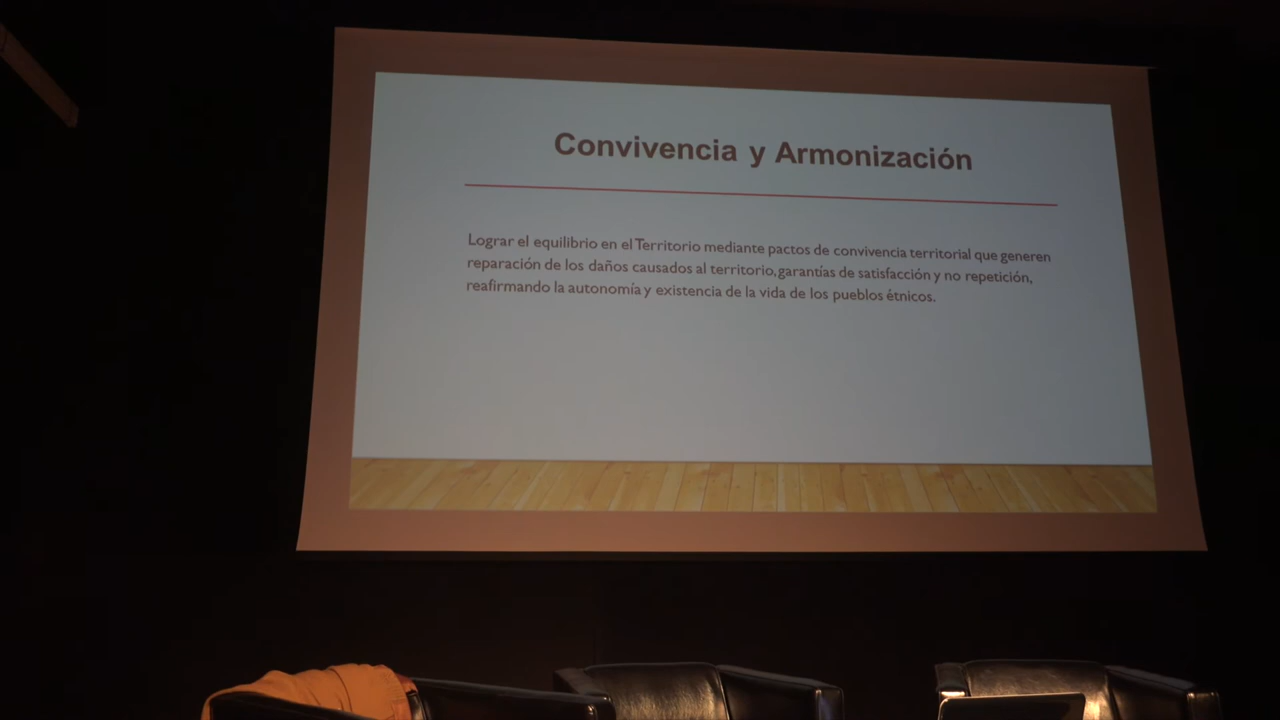 Convivencia y Armonización
Lograr el equilibrio en el Territorio mediante pactos de convivencia territorial que generen
reparación de los daños causados al territorio,garantías de satisfacción y no repetición,
reafirmando la autonomía y existencia de la vida de los pueblos étnicos.